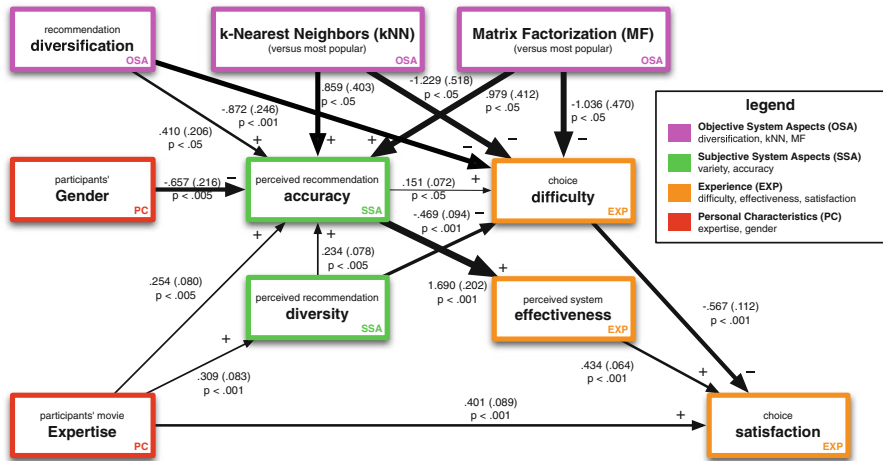 recommendation
diversification
OSA
k-Nearest Neighbors (kNN)
(versus most popular)
OSA
Matrix Factorization (MF)
(versus most popular)
OSA
.859 (.403)
p < .05
-1.229 (.518)
p < .05
.979 (.412)
p < .05
-1.036 (.470)
p < .05
-.872 (.246)
p < .001
.410 (.206)
p < .05
+
+
+
−
−
−
legend
Objective System Aspects (OSA)
diversification, kNN, MF
Subjective System Aspects (SSA)
variety, accuracy
Experience (EXP)
difficulty, effectiveness, satisfaction
Personal Characteristics (PC)
expertise, gender
participants'
Gender
PC
-.657 (.216)
p < .005
−
perceived recommendation
accuracy
SSA
.151 (.072)
p < .05
+
choice
difficulty
EXP
-.469 (.094)
p < .001
−
+
+
.234 (.078)
p < .005
.254 (.080)
p < .005
perceived recommendation
diversity
SSA
1.690 (.202)
p < .001
+
perceived system
effectiveness
EXP
-.567 (.112)
p < .001
+
.309 (.083)
p < .001
.434 (.064)
p < .001
+
−
participants' movie
Expertise
PC
.401 (.089)
p < .001
+
choice
satisfaction
EXP